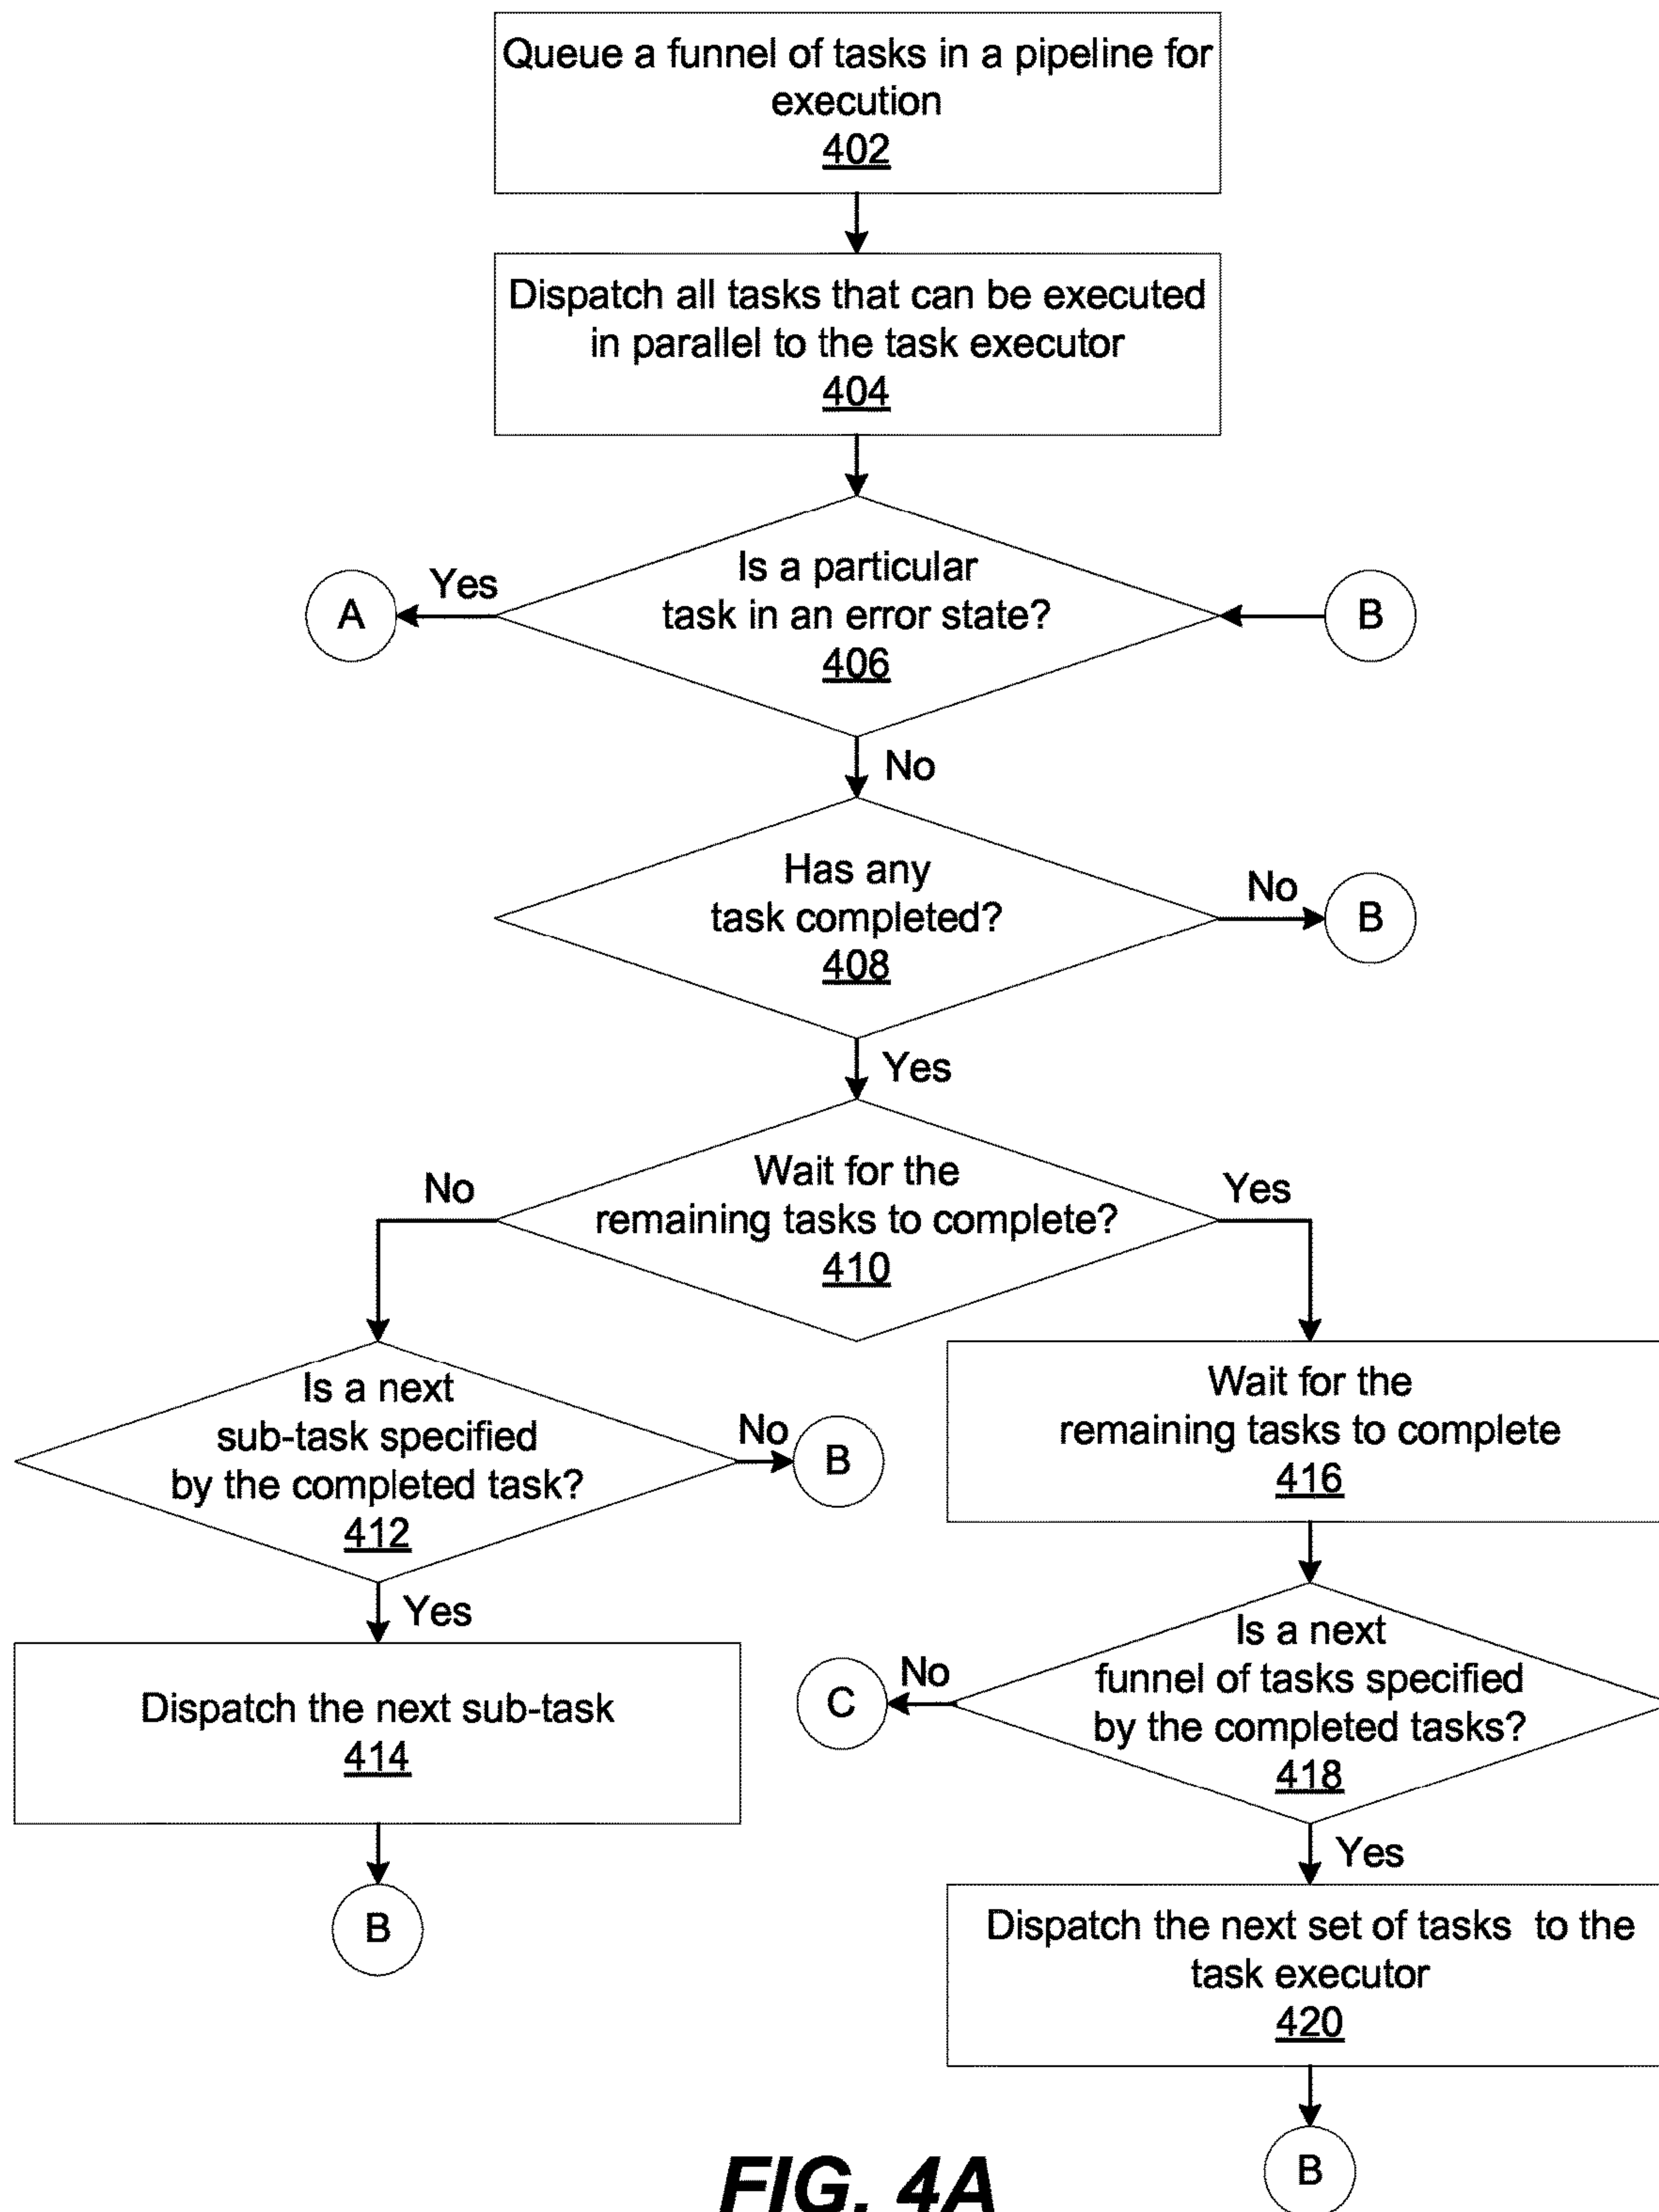 Queue a funnel of tasks in a pipeline for
execution
402
Dispatch all tasks that can be executed
in parallel to the task executor
404
Is a particular
task in an error state?
406
Yes
A
B
No
Has any
task completed?
408
No
B
Yes
Wait for the
remaining tasks to complete?
410
No
Yes
Is a next
sub-task specified
by the completed task?
412
No
B
Yes
Dispatch the next sub-task
414
B
Wait for the
remaining tasks to complete
416
Is a next
funnel of tasks specified
by the completed tasks?
418
No
C
Yes
Dispatch the next set of tasks to the
task executor
420
B
FIG. 4A